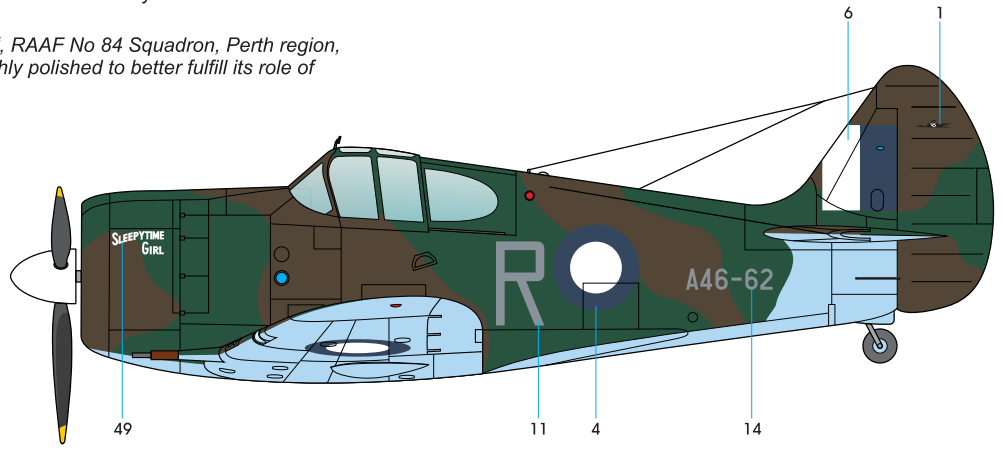 , RAAF No 84 Squadron, Perth region,
hly polished to better fulfill its role of
6
1
SLEEPYTIME
GIRL
R
A46-62
49
11
4
14